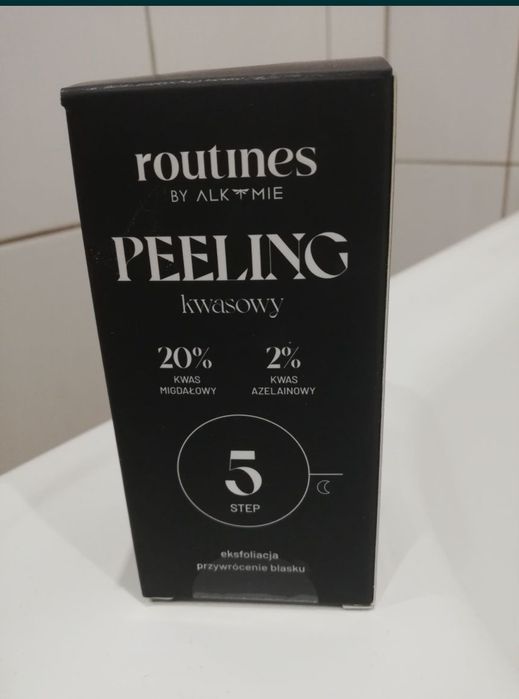 routines
BY ALKMIE
PEELING
kwasowy
20%
KWAS
MIGDAŁOWY
2%
KWAS
AZELAINOWY
5
STEP
eksfoliacja
przywrócenie blasku